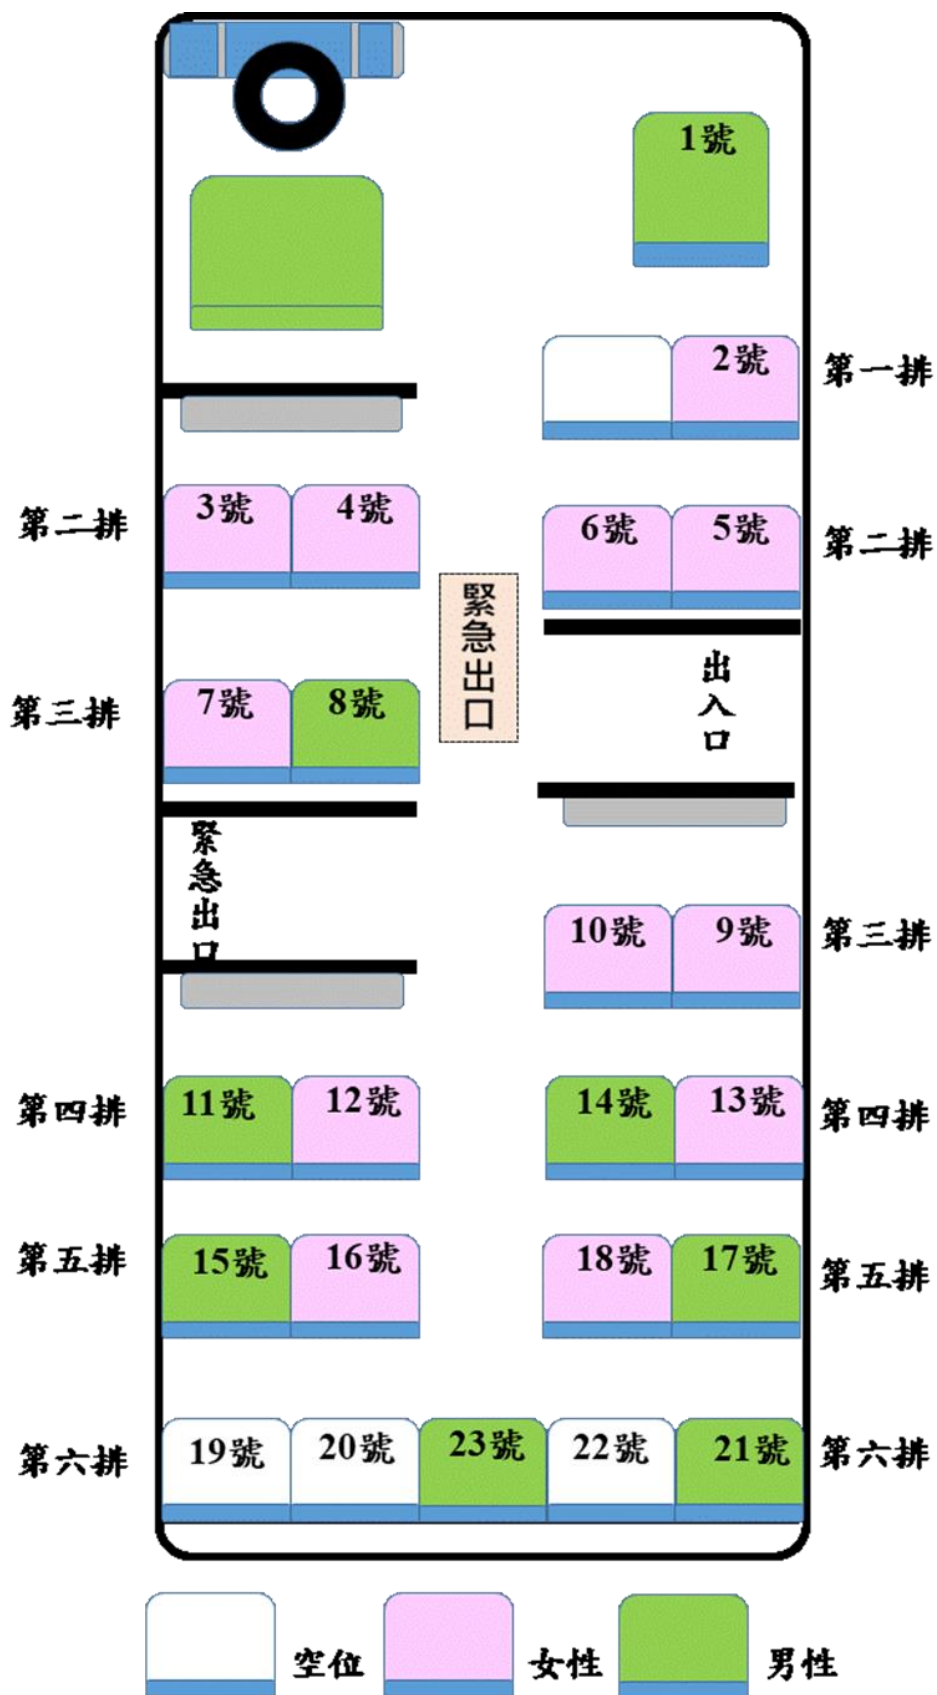 1號
2號
第一排
第二排
3號
4號
6號
5號
第二排
緊急出口
第三排
7號
8號
出入口
緊急出口
10號
9號
第三排
第四排
11號
12號
14號
13號
第四排
第五排
15號
16號
18號
17號
第五排
第六排
19號
20號
23號
22號
21號
第六排
空位
女性
男性